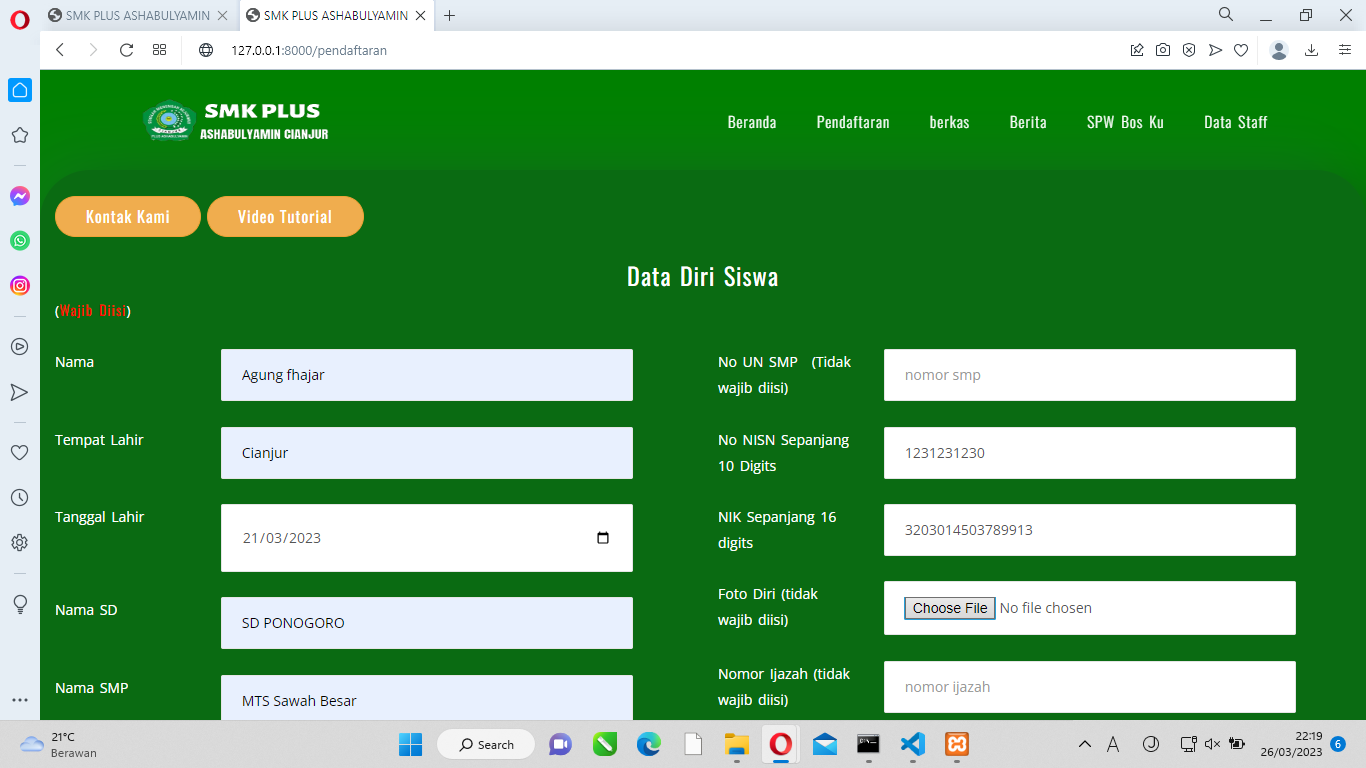 SMK PLUS ASHABULYAMIN
SMK PLUS ASHABULYAMIN
127.0.0.1:8000/pendaftaran
SMK PLUS
ASHABULYAMIN CIANJUR
Beranda
Pendaftaran
berkas
Berita
SPW Bos Ku
Data Staff
Kontak Kami
Video Tutorial
Data Diri Siswa
(Wajib Diisi)
Nama
Agung fhajar
Tempat Lahir
Cianjur
Tanggal Lahir
21/03/2023
Nama SD
SD PONOGORO
Nama SMP
MTS Sawah Besar
No UN SMP (Tidak
wajib diisi)
nomor smp
No NISN Sepanjang
10 Digits
1231231230
NIK Sepanjang 16
digits
3203014503789913
Foto Diri (tidak
wajib diisi)
Choose File No file chosen
Nomor Ijazah (tidak
wajib diisi)
nomor ijazah
21°C
Berawan
Search
22:19
26/03/2023
6